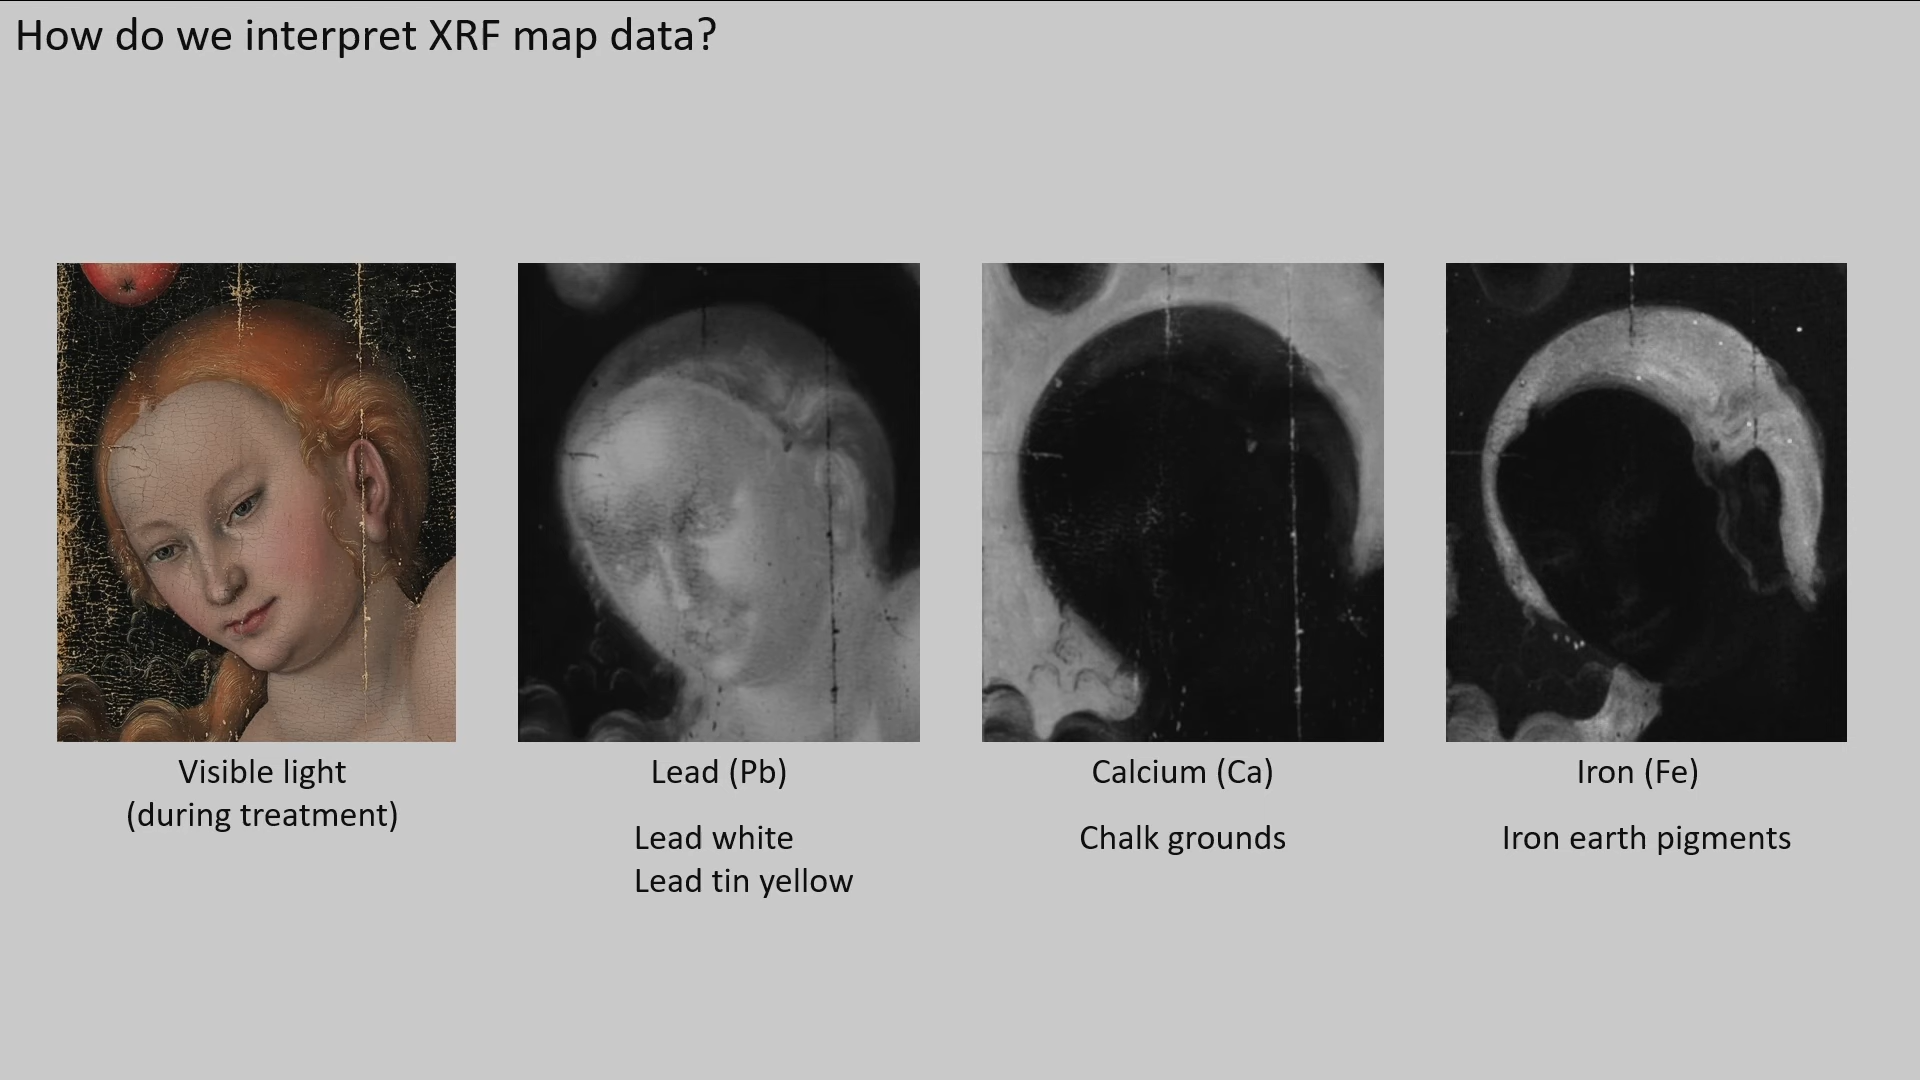 How do we interpret XRF map data?
Visible light
(during treatment)
Lead (Pb)
Lead white
Lead tin yellow
Calcium (Ca)
Chalk grounds
Iron (Fe)
Iron earth pigments